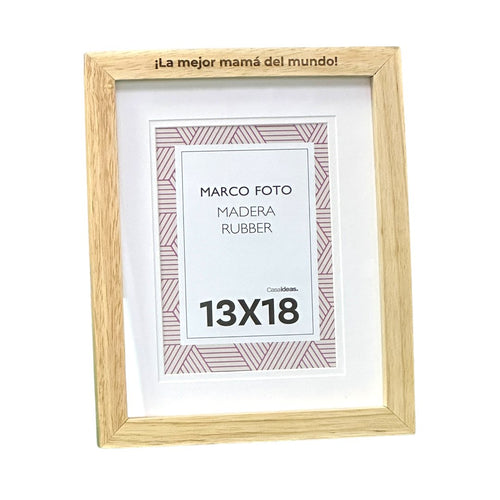 ¡La mejor mamá del mundo!
MARCO FOTO
MADERA
RUBBER
Casaideas.
13X18